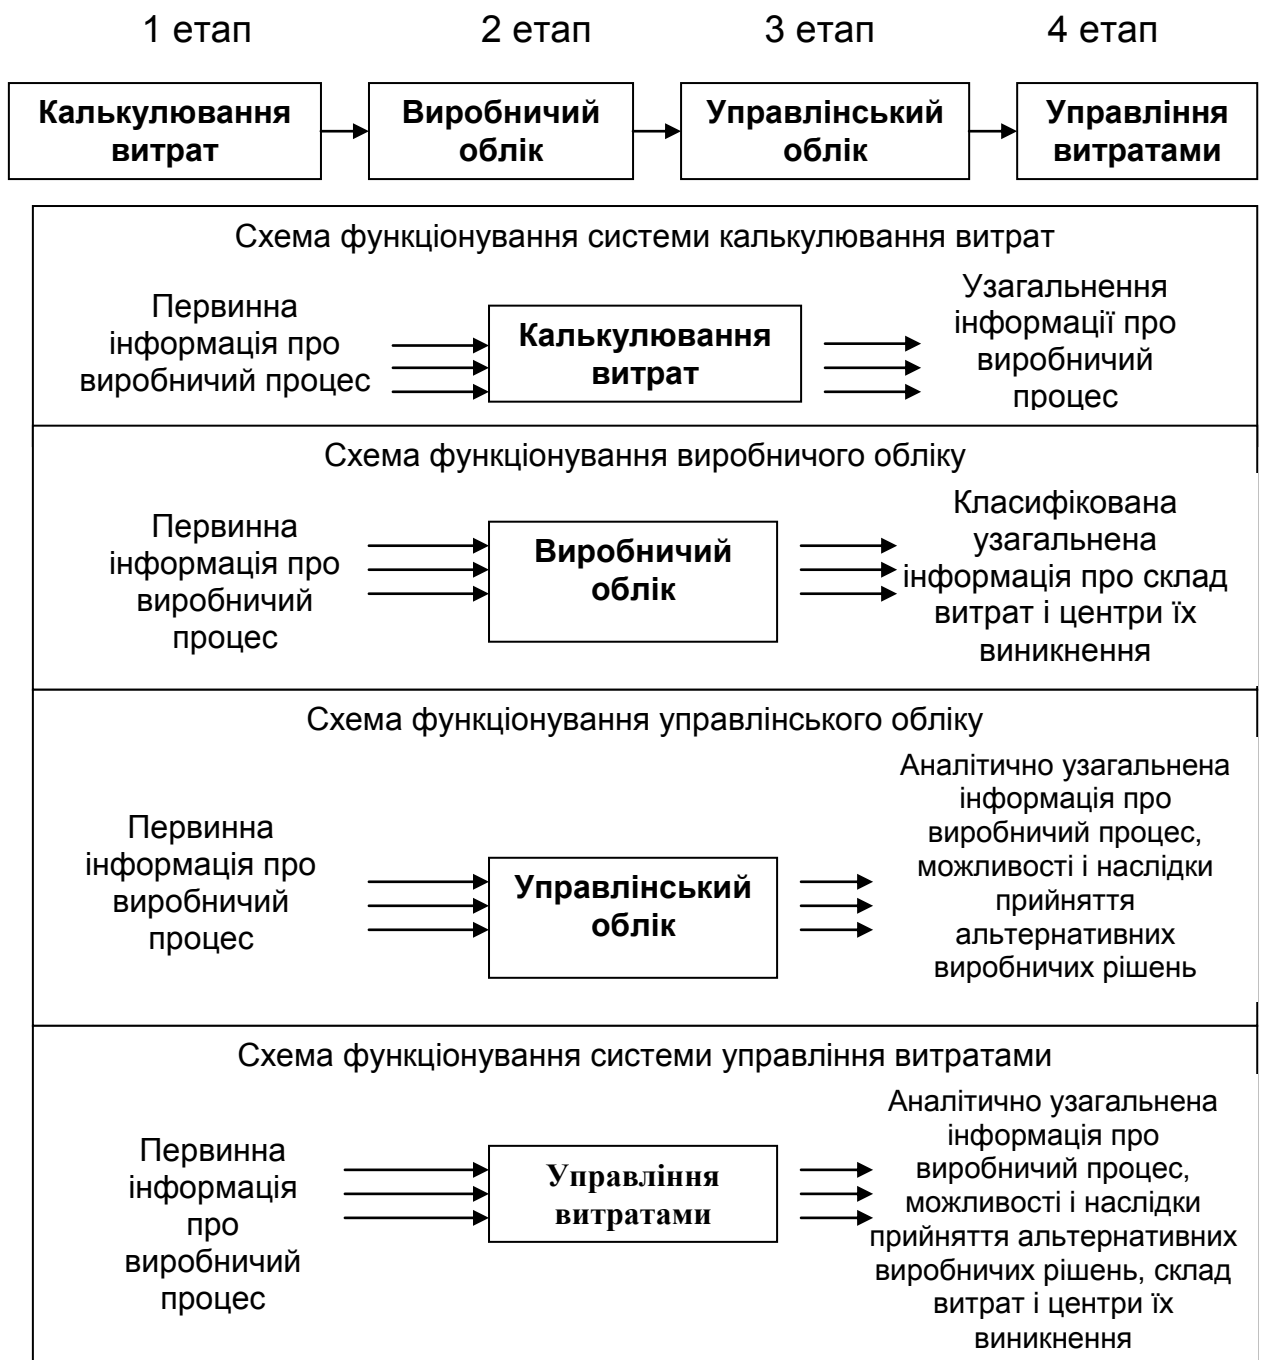 1 етап 2 етап 3 етап 4 етап
Калькулювання
витрат
Виробничий
облік
Управлінський
облік
Управління
витратами
Схема функціонування системи калькулювання витрат
Первинна
інформація про
виробничий процес
Калькулювання
витрат
Узагальнення
інформації про
виробничий
процес
Схема функціонування виробничого обліку
Первинна
інформація про
виробничий
процес
Виробничий
облік
Класифікована
узагальнена
інформація про склад
витрат і центри їх
виникнення
Схема функціонування управлінського обліку
Первинна
інформація про
виробничий
процес
Управлінський
облік
Аналітично узагальнена
інформація про
виробничий процес,
можливості і наслідки
прийняття
альтернативних
виробничих рішень
Схема функціонування системи управління витратами
Первинна
інформація
про
виробничий
процес
Управління
витратами
Аналітично узагальнена
інформація про
виробничий процес,
можливості і наслідки
прийняття альтернативних
виробничих рішень, склад
витрат і центри їх
виникнення